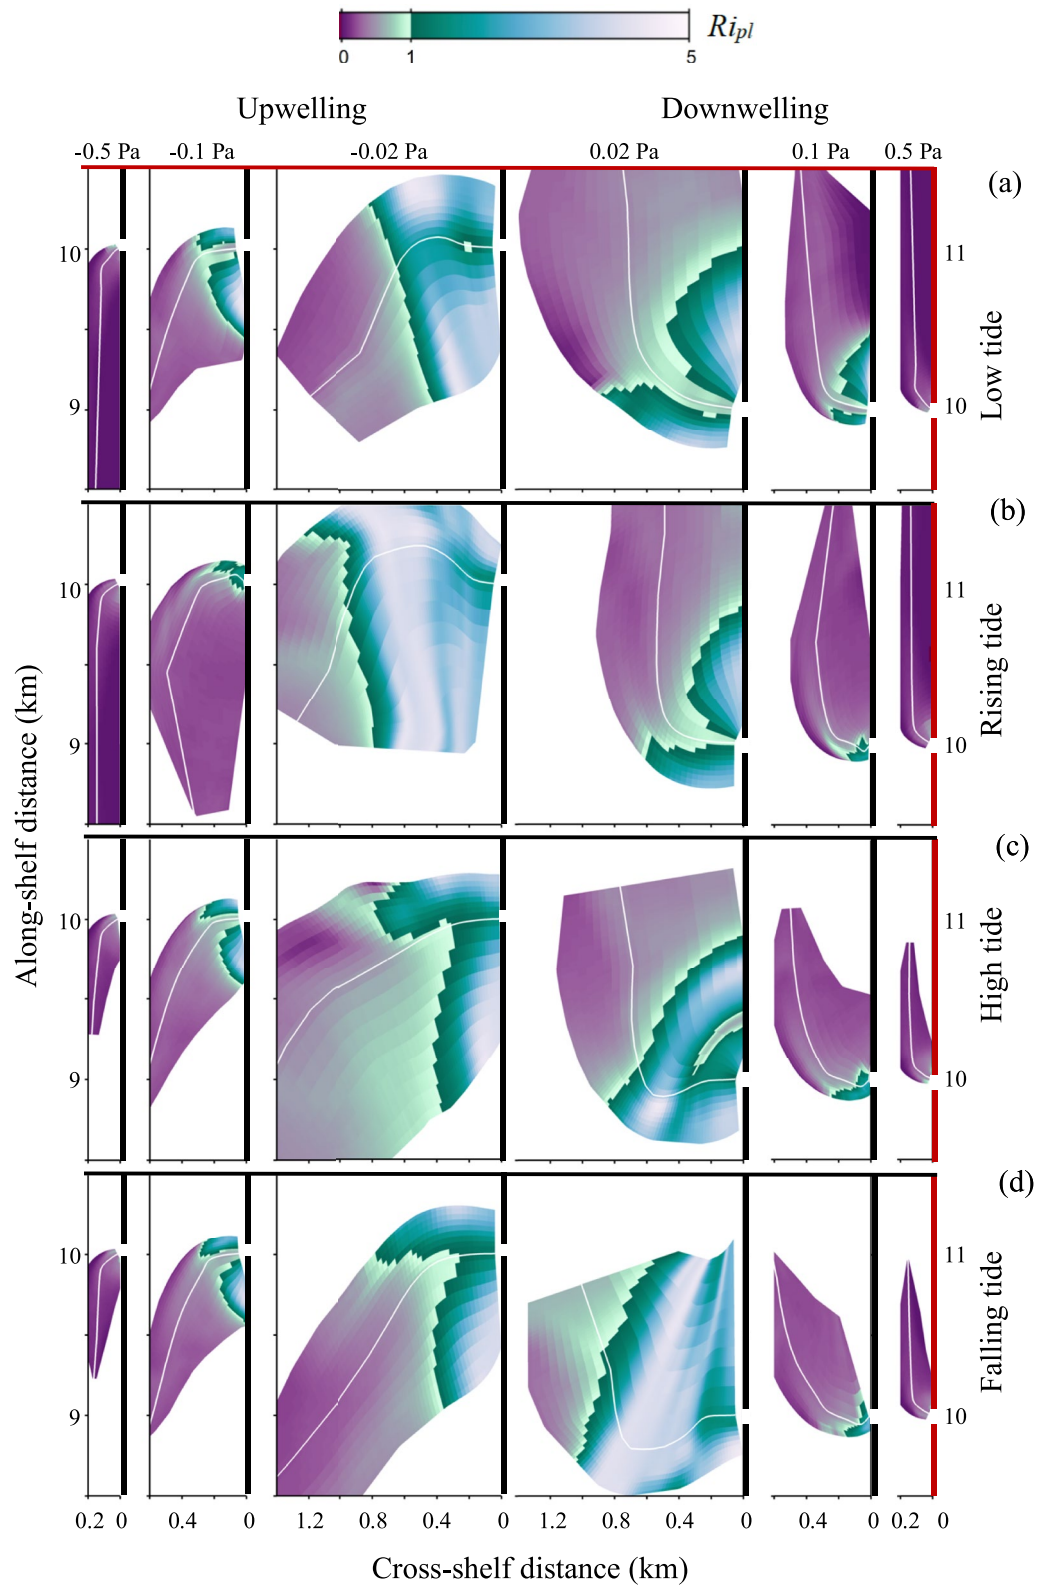 Ri_pl
0 1 5
Upwelling Downwelling
-0.5 Pa -0.1 Pa -0.02 Pa 0.02 Pa 0.1 Pa 0.5 Pa
(a)
10 11
9 10
Low tide
(b)
10 11
9 10
Rising tide
Along-shelf distance (km)
(c)
10 11
9 10
High tide
(d)
10 11
9 10
Falling tide
0.2 0 0.4 0 1.2 0.8 0.4 0 1.2 0.8 0.4 0 0.4 0 0.2 0
Cross-shelf distance (km)